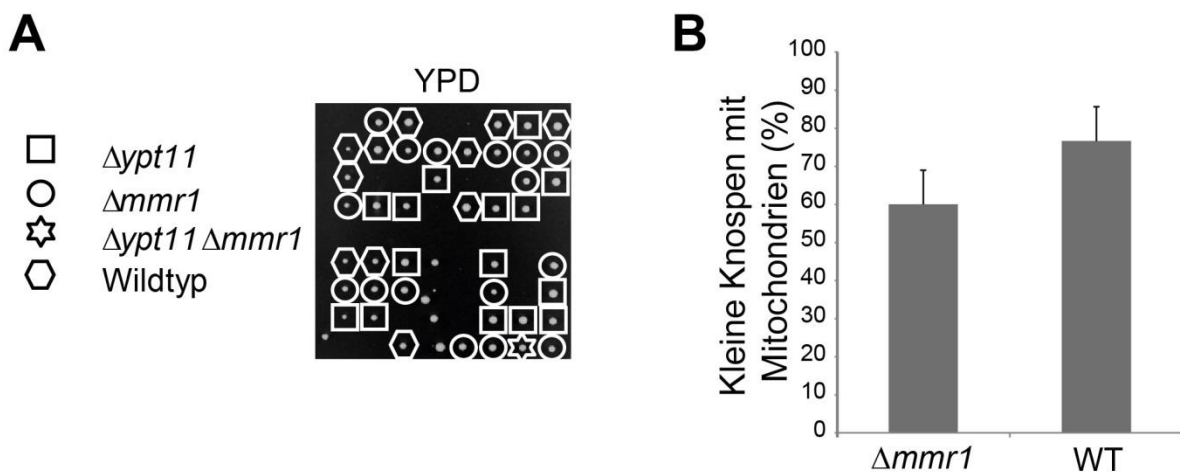 A
YPD
Δypt11
Δmmr1
Δypt11 Δmmr1
Wildtyp
B
Kleine Knospen mit
Mitochondrien (%)
100
90
80
70
60
50
40
30
20
10
0
Δmmr1
WT